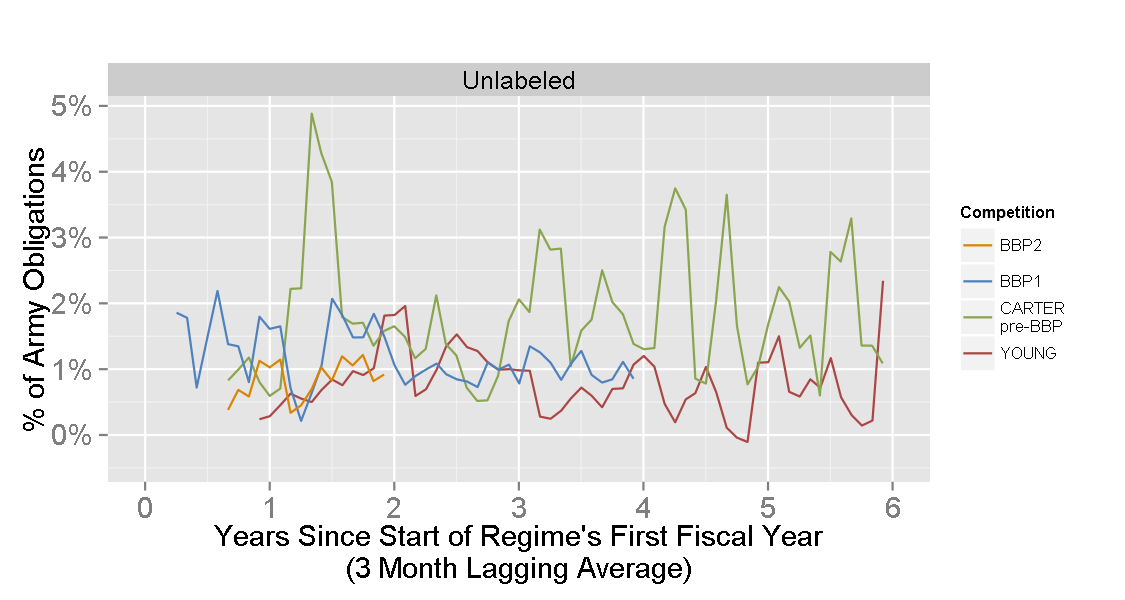 Unlabeled
% of Army Obligations
5%
4%
3%
2%
1%
0%
0 1 2 3 4 5 6
Years Since Start of Regime's First Fiscal Year
(3 Month Lagging Average)
Competition
BBP2
BBP1
CARTER
pre-BBP
YOUNG